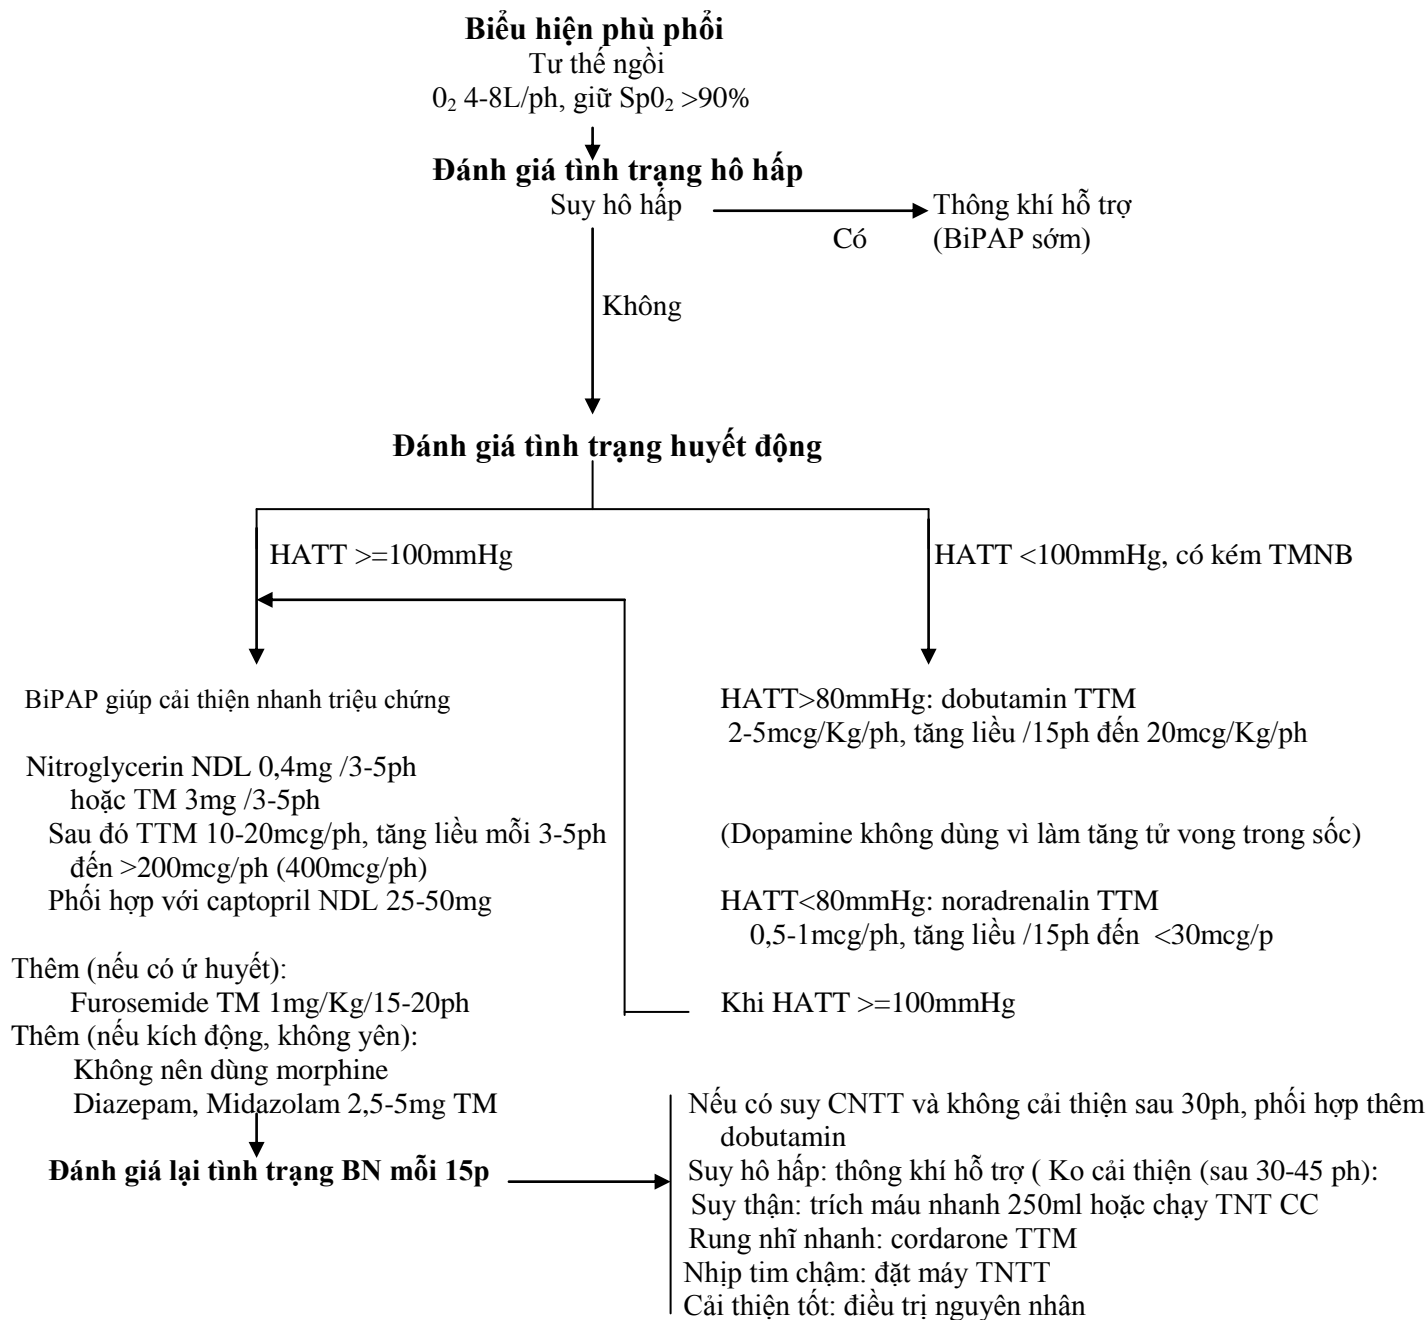 Biểu hiện phù phổi
Tư thế ngồi
0₂ 4-8L/ph, giữ Sp0₂ >90%
Đánh giá tình trạng hô hấp
Suy hô hấp
Có
Thông khí hỗ trợ
(BiPAP sớm)
Không
Đánh giá tình trạng huyết động
HATT >=100mmHg
BiPAP giúp cải thiện nhanh triệu chứng
Nitroglycerin NDL 0,4mg /3-5ph
hoặc TM 3mg /3-5ph
Sau đó TTM 10-20mcg/ph, tăng liều mỗi 3-5ph
đến >200mcg/ph (400mcg/ph)
Phối hợp với captopril NDL 25-50mg
Thêm (nếu có ứ huyết):
Furosemide TM 1mg/Kg/15-20ph
Thêm (nếu kích động, không yên):
Không nên dùng morphine
Diazepam, Midazolam 2,5-5mg TM
HATT <100mmHg, có kém TMNB
HATT>80mmHg: dobutamin TTM
2-5mcg/Kg/ph, tăng liều /15ph đến 20mcg/Kg/ph
(Dopamine không dùng vì làm tăng tử vong trong sốc)
HATT<80mmHg: noradrenalin TTM
0,5-1mcg/ph, tăng liều /15ph đến <30mcg/p
Khi HATT >=100mmHg
Đánh giá lại tình trạng BN mỗi 15p
Nếu có suy CNTT và không cải thiện sau 30ph, phối hợp thêm
dobutamin
Suy hô hấp: thông khí hỗ trợ ( Ko cải thiện (sau 30-45 ph):
Suy thận: trích máu nhanh 250ml hoặc chạy TNT CC
Rung nhĩ nhanh: cordarone TTM
Nhịp tim chậm: đặt máy TNTT
Cải thiện tốt: điều trị nguyên nhân